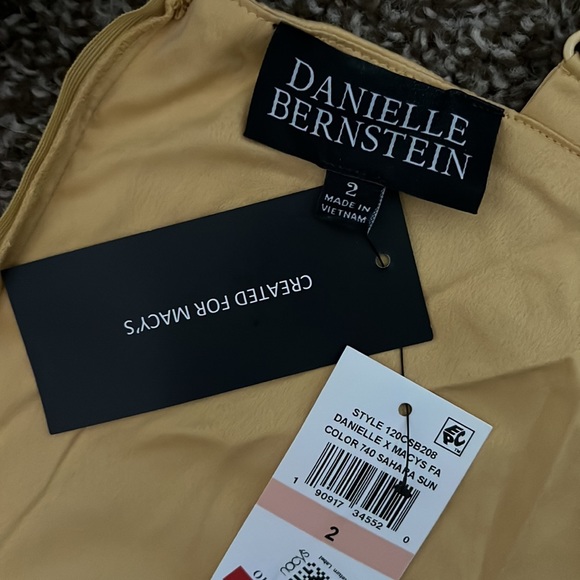 DANIELLE
BERNSTEIN
2
MADE IN
VIETNAM
CREATED FOR MACY'S
STYLE 120CSB208
DANIELLE X MACYS FA
COLOR 740 SAHARA SUN
EPC
1 90917 34552 0
2